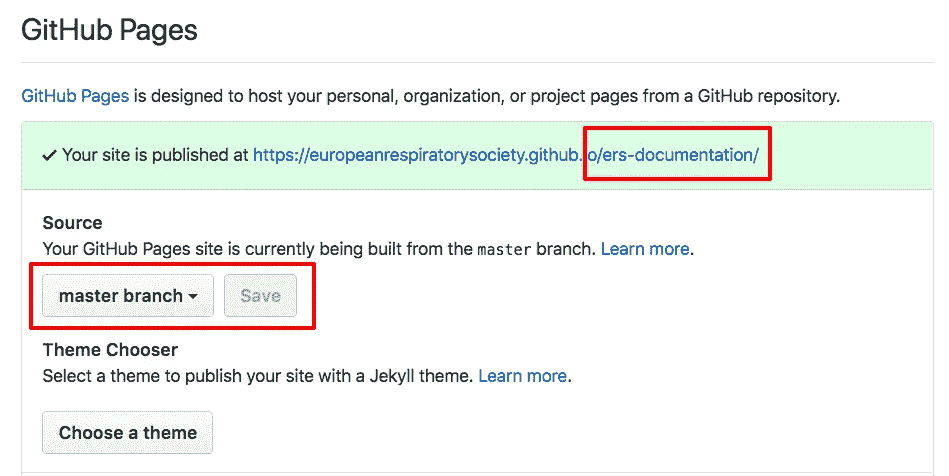 GitHub Pages
GitHub Pages is designed to host your personal, organization, or project pages from a GitHub repository.
✓ Your site is published at https://europeanrespiratorysociety.github.io/ers-documentation/
Source
Your GitHub Pages site is currently being built from the master branch. Learn more.
master branch Save
Theme Chooser
Select a theme to publish your site with a Jekyll theme. Learn more.
Choose a theme